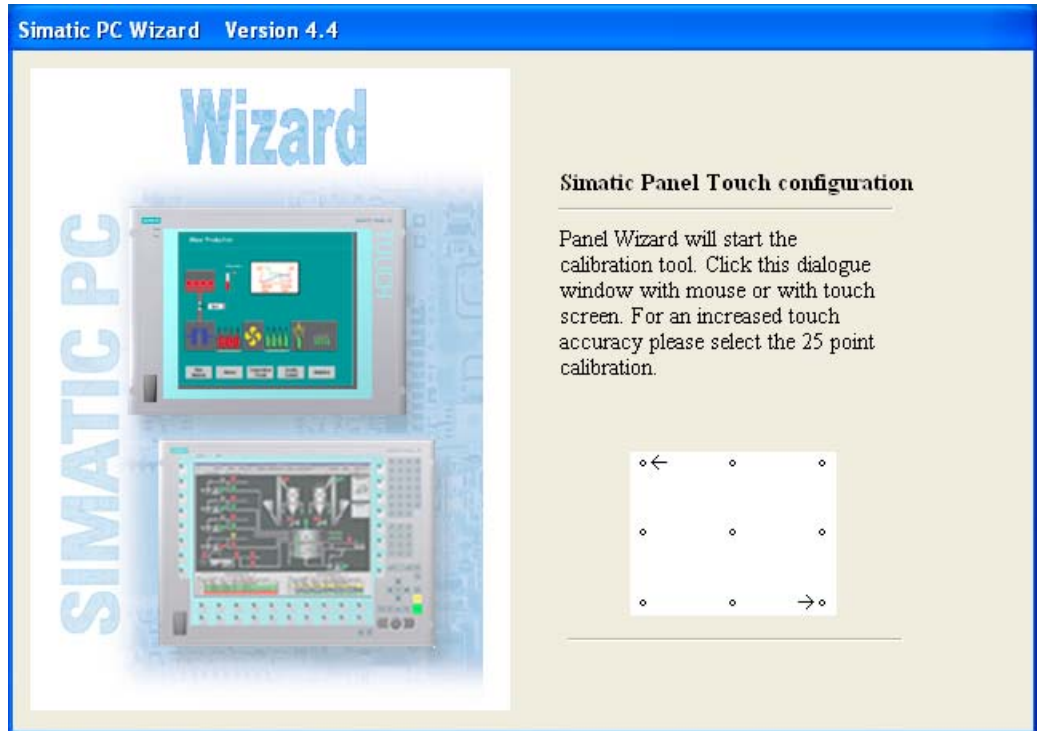 Simatic PC Wizard Version 4.4
Wizard
SIMATIC PC
TOUCH
Simatic Panel Touch configuration
Panel Wizard will start the
calibration tool. Click this dialogue
window with mouse or with touch
screen. For an increased touch
accuracy please select the 25 point
calibration.